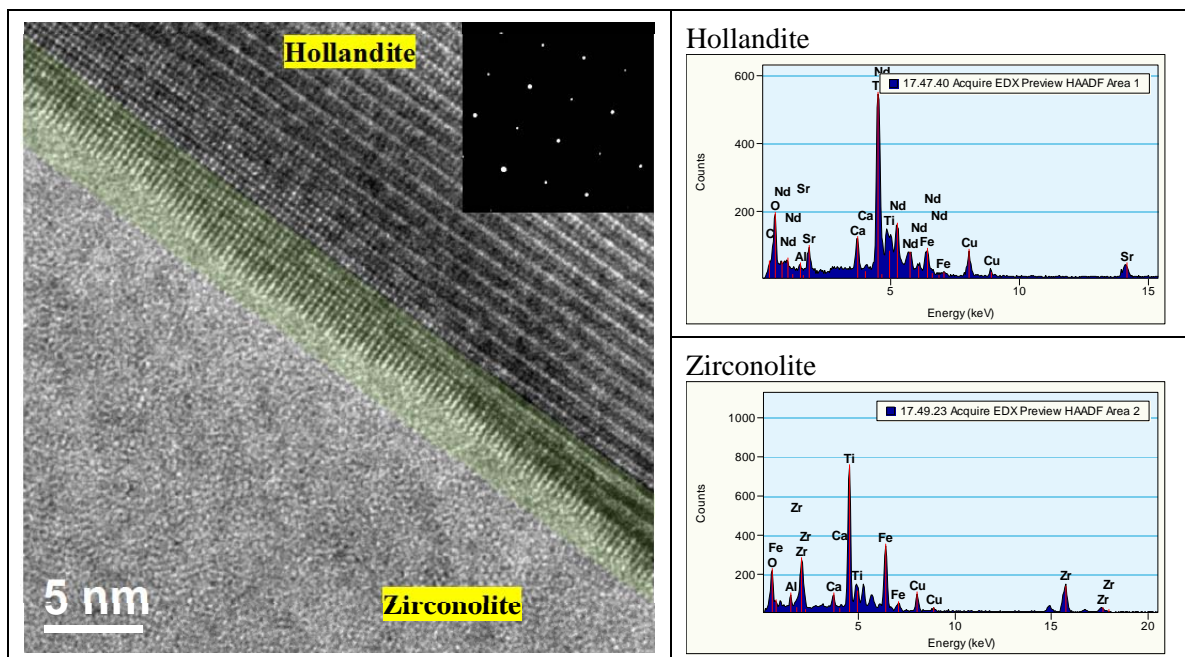 Hollandite
5 nm
Zirconolite
Hollandite
17.47.40 Acquire EDX Preview HAADF Area 1
Counts
600
400
200
Nd
Nd Sr
O
Nd
C
Nd
Al
Sr
Ca
Ca
Ti
Nd
Nd
Nd
Nd
Nd
Fe
Fe
Cu
Cu
Sr
5 10 15
Energy (keV)
Zirconolite
17.49.23 Acquire EDX Preview HAADF Area 2
Counts
1000
800
600
400
200
Ti
Zr
Fe
O
Zr
Zr
Al
Ca
Ca
Ti
Fe
Fe
Cu
Cu
Zr
Zr
Zr
5 10 15 20
Energy (keV)